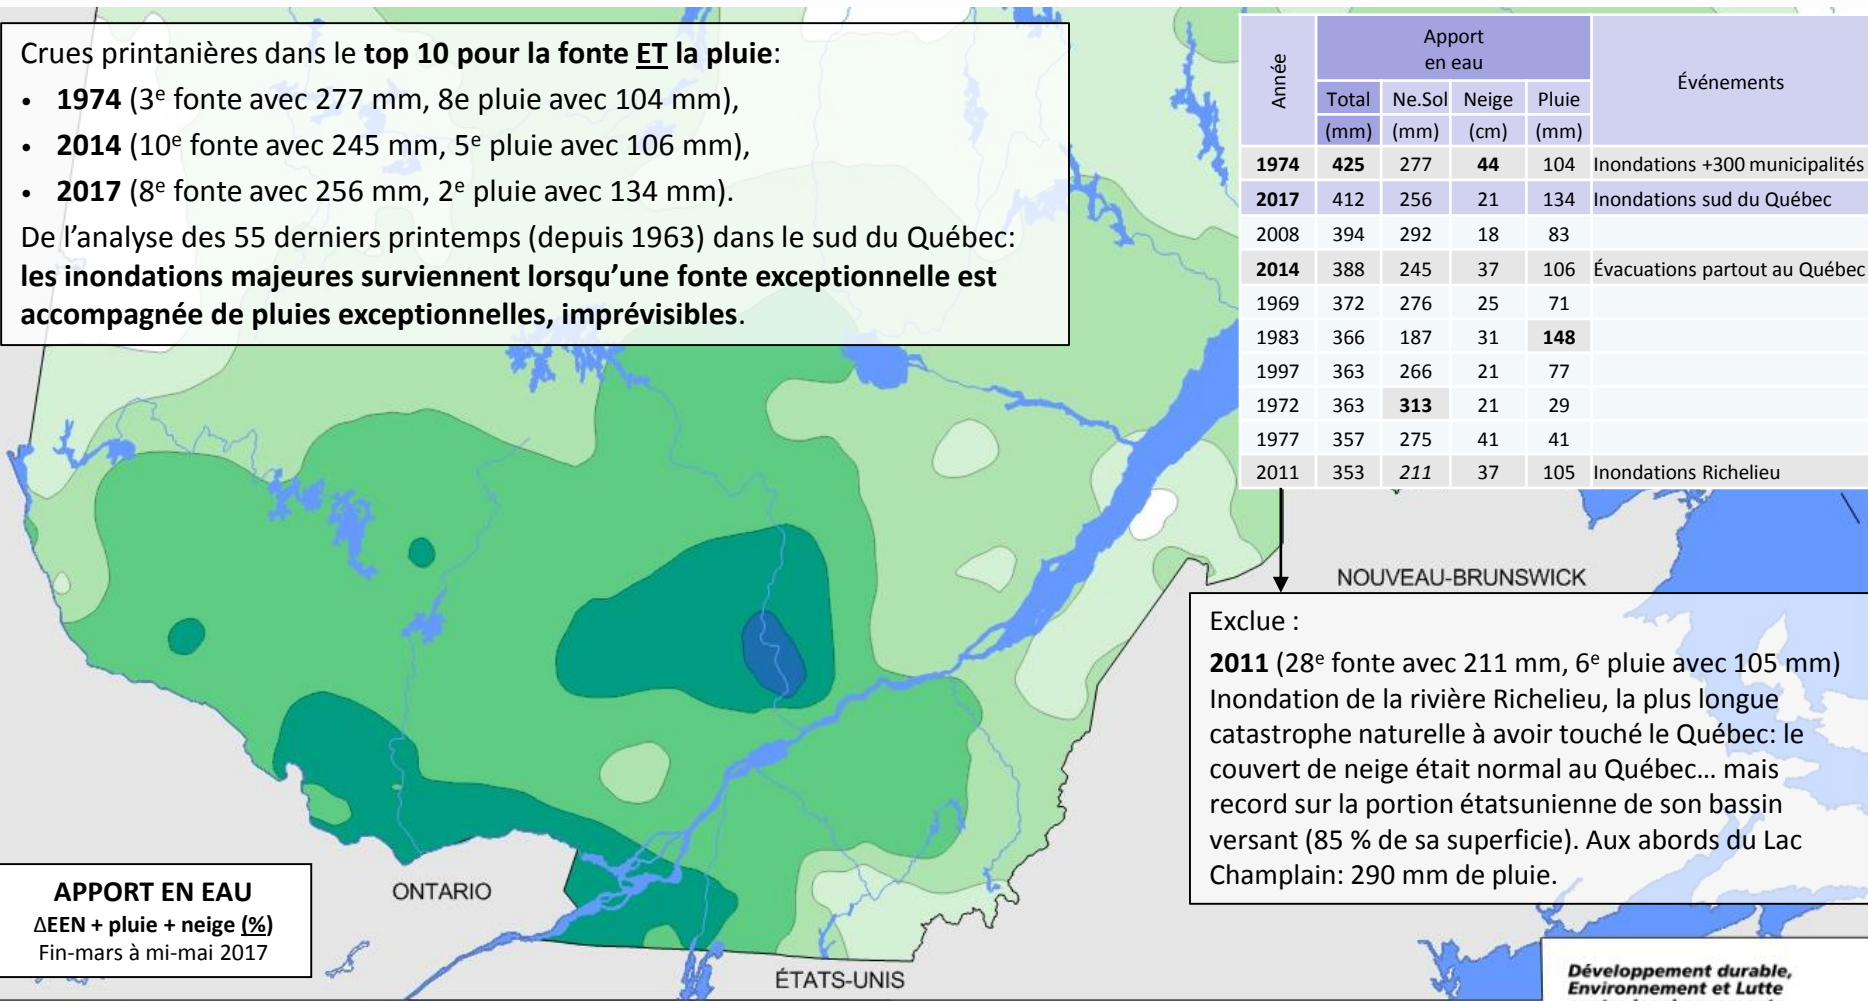 Crues printanières dans le top 10 pour la fonte ET la pluie:
• 1974 (3e fonte avec 277 mm, 8e pluie avec 104 mm),
• 2014 (10e fonte avec 245 mm, 5e pluie avec 106 mm),
• 2017 (8e fonte avec 256 mm, 2e pluie avec 134 mm).
De l'analyse des 55 derniers printemps (depuis 1963) dans le sud du Québec:
les inondations majeures surviennent lorsqu'une fonte exceptionnelle est
accompagnée de pluies exceptionnelles, imprévisibles.
Année
Apport
en eau
Événements
Total Ne.Sol Neige Pluie
(mm) (mm) (cm) (mm)
1974 425 277 44 104 Inondations +300 municipalités
2017 412 256 21 134 Inondations sud du Québec
2008 394 292 18 83
2014 388 245 37 106 Évacuations partout au Québec
1969 372 276 25 71
1983 366 187 31 148
1997 363 266 21 77
1972 363 313 21 29
1977 357 275 41 41
2011 353 211 37 105 Inondations Richelieu
NOUVEAU-BRUNSWICK
Exclue :
2011 (28e fonte avec 211 mm, 6e pluie avec 105 mm)
Inondation de la rivière Richelieu, la plus longue
catastrophe naturelle à avoir touché le Québec: le
couvert de neige était normal au Québec... mais
record sur la portion étatsunienne de son bassin
versant (85 % de sa superficie). Aux abords du Lac
Champlain: 290 mm de pluie.
APPORT EN EAU
ΔEEN + pluie + neige (%)
Fin-mars à mi-mai 2017
ONTARIO
ÉTATS-UNIS
Développement durable,
Environnement et Lutte